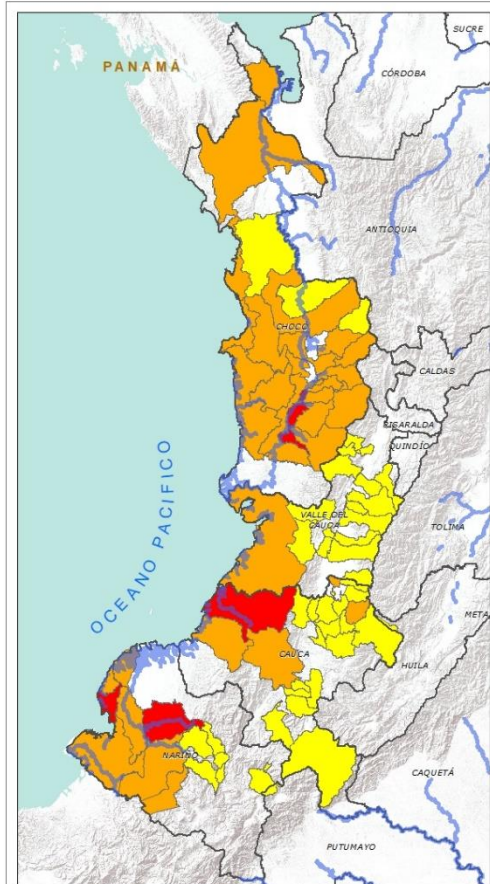 SUCRE
PANAMÁ
CÓRDOBA
ANTIOQUIA
CHOCÓ
CALDAS
RISARALDA
QUINDÍO
OCEANO PACIFICO
VALLE DEL
CAUCA
TOLIMA
META
CAUCA
HUILA
NARIÑO
CAQUETÁ
PUTUMAYO